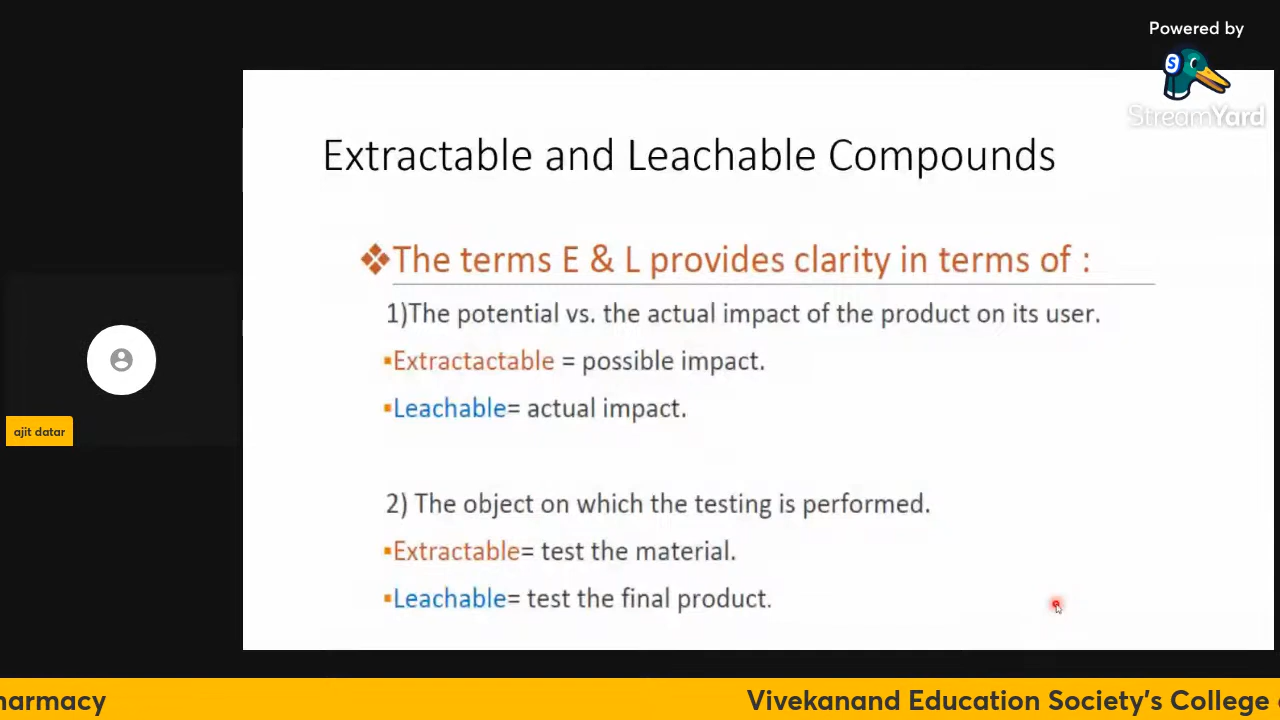 Powered by
StreamYard
Extractable and Leachable Compounds
❖The terms E & L provides clarity in terms of :
1)The potential vs. the actual impact of the product on its user.
▪Extractactable = possible impact.
▪Leachable= actual impact.
2) The object on which the testing is performed.
▪Extractable= test the material.
▪Leachable= test the final product.
ajit datar
harmacy
Vivekanand Education Society's College